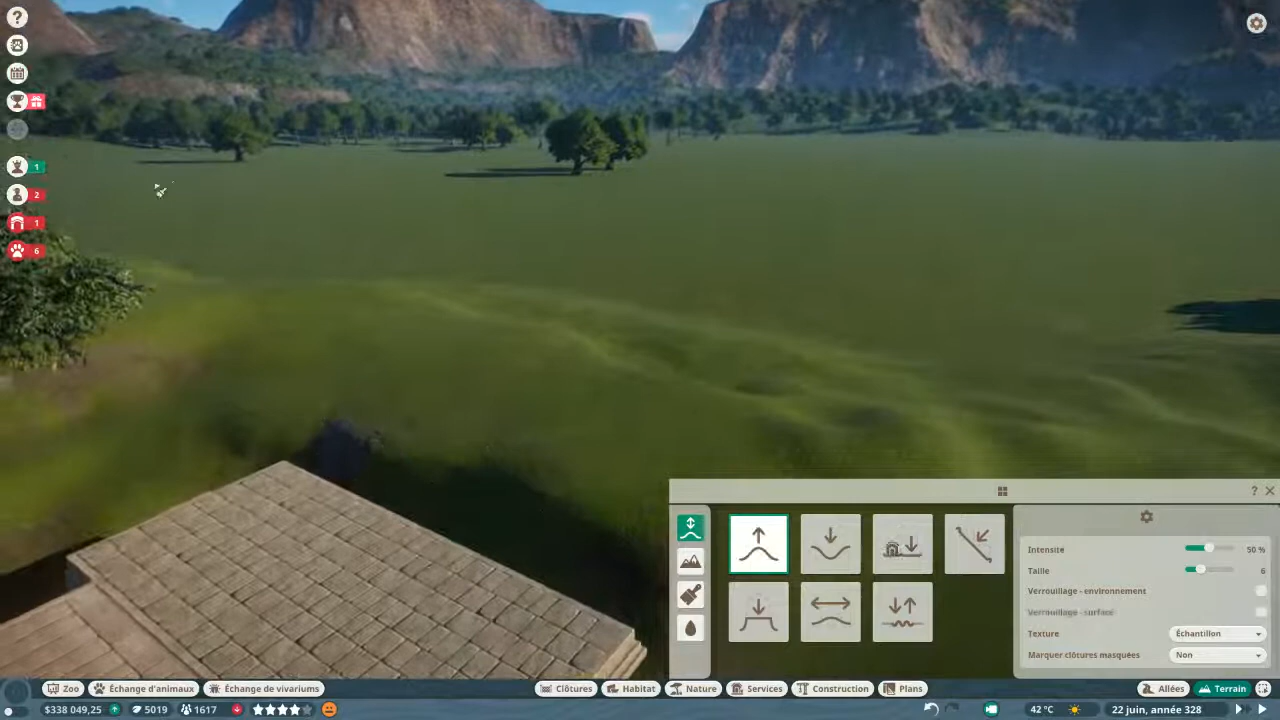 ?
1
2
1
6
? ×
Intensité 50 %
Taille 6
Verrouillage - environnement
Verrouillage - surface
Texture Échantillon
Marquer clôtures masquées Non
Zoo Échange d'animaux Échange de vivariums Clôtures Habitat Nature Services Construction Plans Allées Terrain
$338 049,25 5019 1617 42 °C 22 juin, année 328